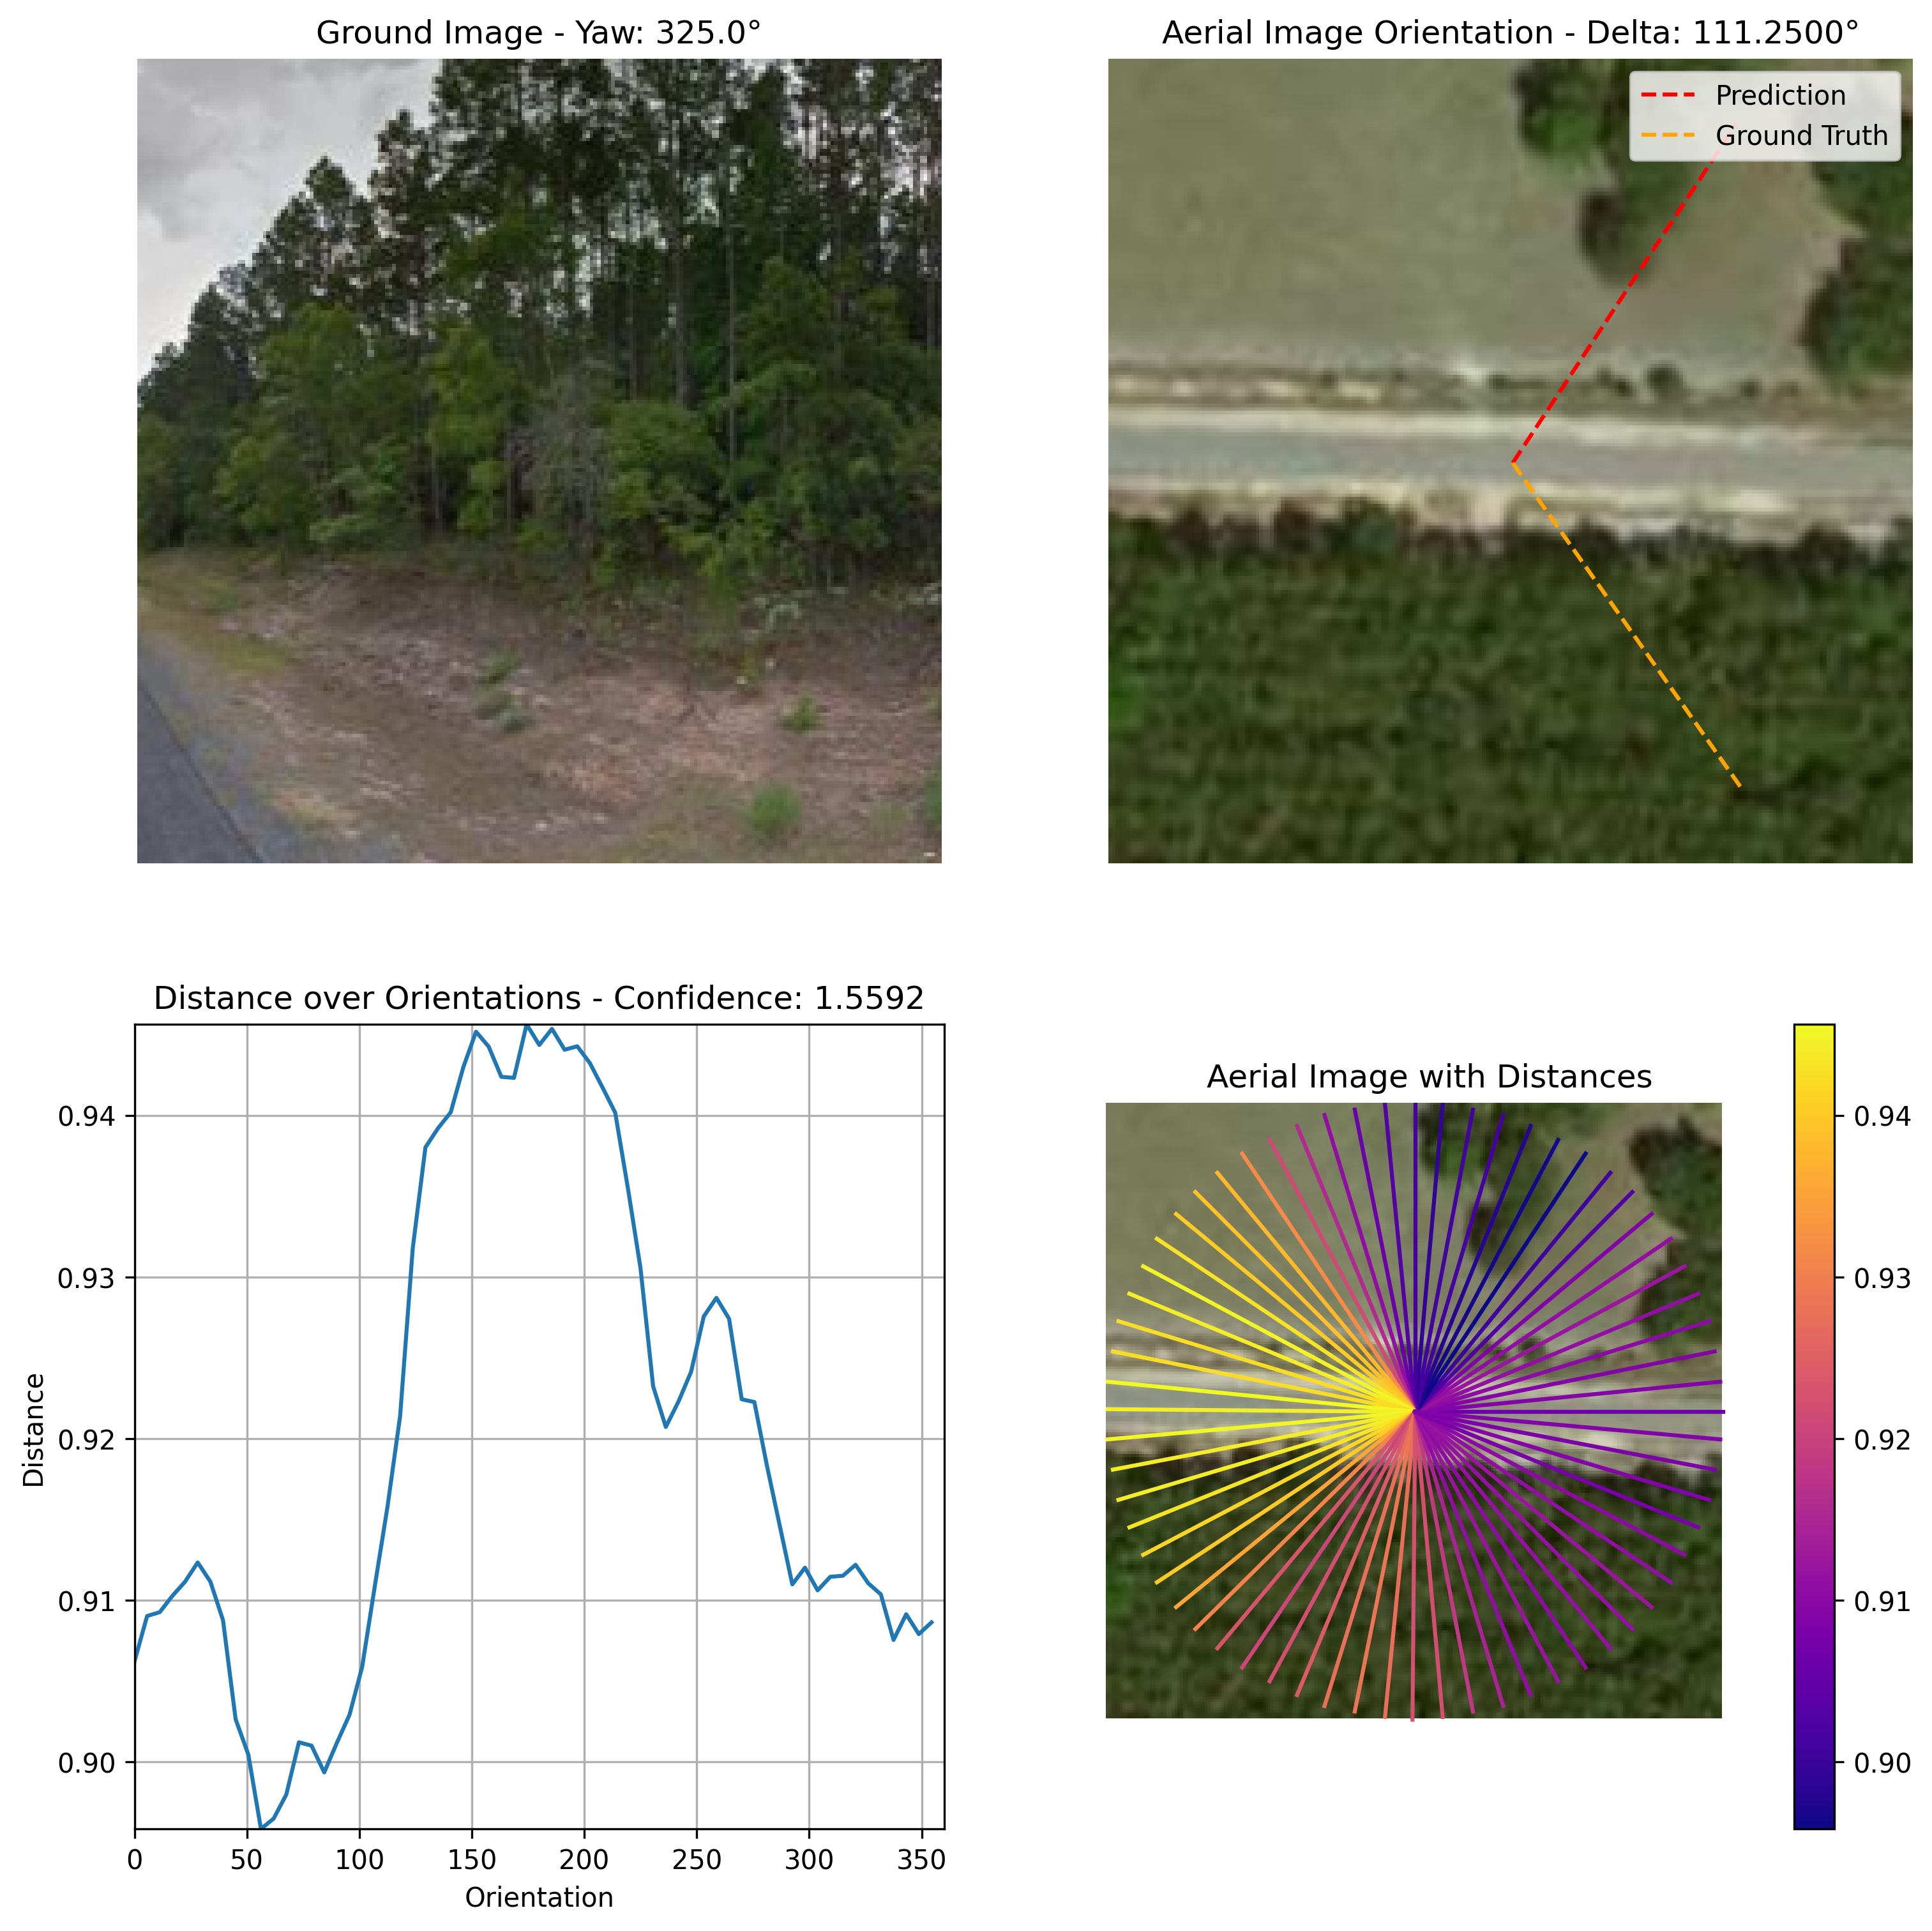 Ground Image - Yaw: 325.0°
Aerial Image Orientation - Delta: 111.2500°
Prediction
Ground Truth
Distance over Orientations - Confidence: 1.5592
0.94
0.93
0.92
0.91
0.90
Distance
0
50
100
150
200
250
300
350
Orientation
Aerial Image with Distances
0.94
0.93
0.92
0.91
0.90